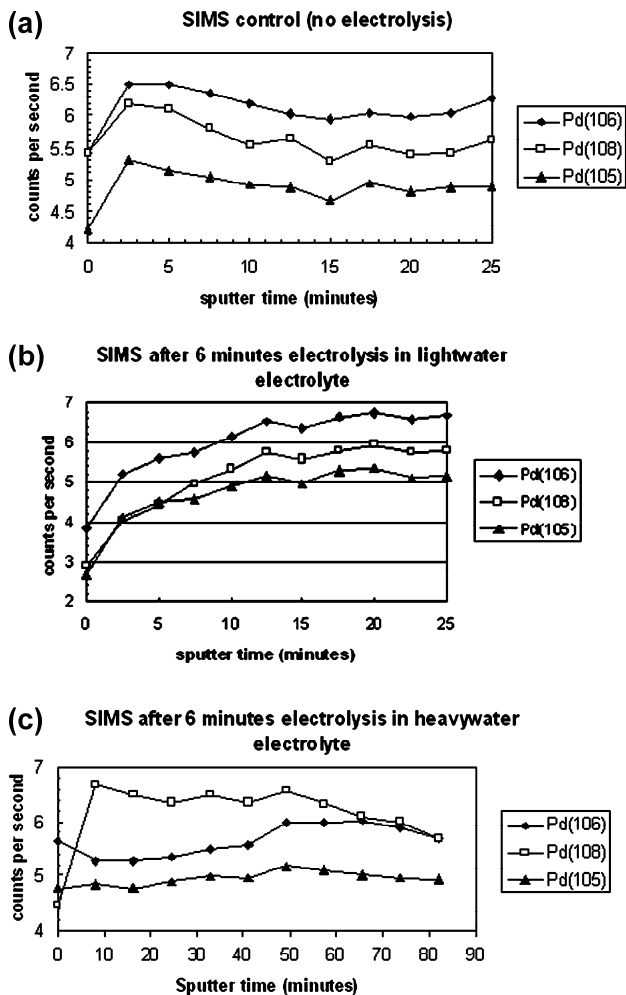 (a)
SIMS control (no electrolysis)
7
6.5
6
5.5
5
4.5
4
counts per second
0 5 10 15 20 25
sputter time (minutes)
Pd(106)
Pd(108)
Pd(105)
(b)
SIMS after 6 minutes electrolysis in lightwater
electrolyte
7
6
5
4
3
2
counts per second
0 5 10 15 20 25
sputter time (minutes)
Pd(106)
Pd(108)
Pd(105)
(c)
SIMS after 6 minutes electrolysis in heavywater
electrolyte
7
6
5
4
counts per second
0 10 20 30 40 50 60 70 80 90
Sputter time (minutes)
Pd(106)
Pd(108)
Pd(105)